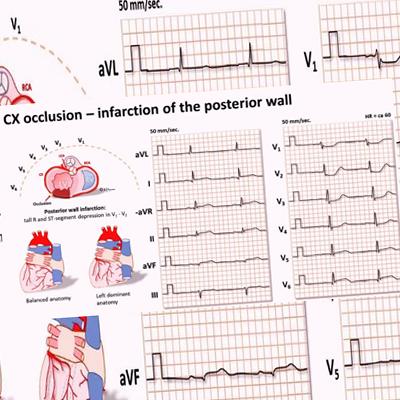 50 mm/sec.
V1
aVL
V1
RCA
CX occlusion – infarction of the posterior wall
50 mm/sec.
50 mm/sec.
HR = ca 60
V6
V5
V4
V3
V2
V1
RCA
Occlusion
Posterior wall infarction:
tall R and ST-segment depression in V1 - V3
Balanced anatomy
Left dominant
anatomy
aVL
I
-aVR
II
aVF
III
V1
V2
V3
V4
V5
V6
aVF
V5